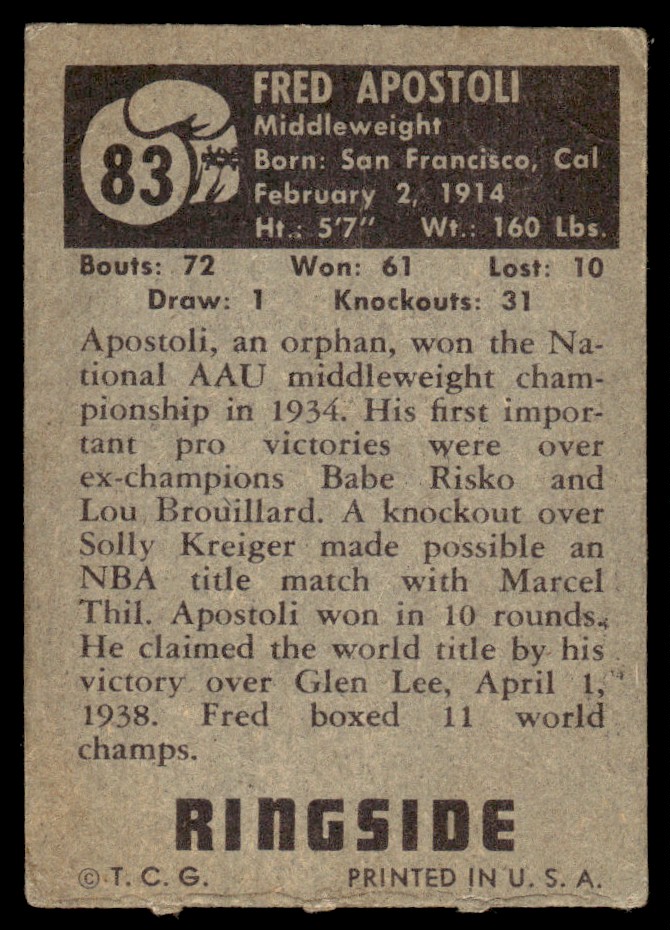 83
FRED APOSTOLI
Middleweight
Born: San Francisco, Cal
February 2, 1914
Ht.: 5'7" Wt.: 160 Lbs.
Bouts: 72 Won: 61 Lost: 10
Draw: 1 Knockouts: 31
Apostoli, an orphan, won the Na-
tional AAU middleweight cham-
pionship in 1934. His first impor-
tant pro victories were over
ex-champions Babe Risko and
Lou Brouillard. A knockout over
Solly Kreiger made possible an
NBA title match with Marcel
Thil. Apostoli won in 10 rounds.
He claimed the world title by his
victory over Glen Lee, April 1,
1938. Fred boxed 11 world
champs.
RINGSIDE
© T. C. G. PRINTED IN U. S. A.